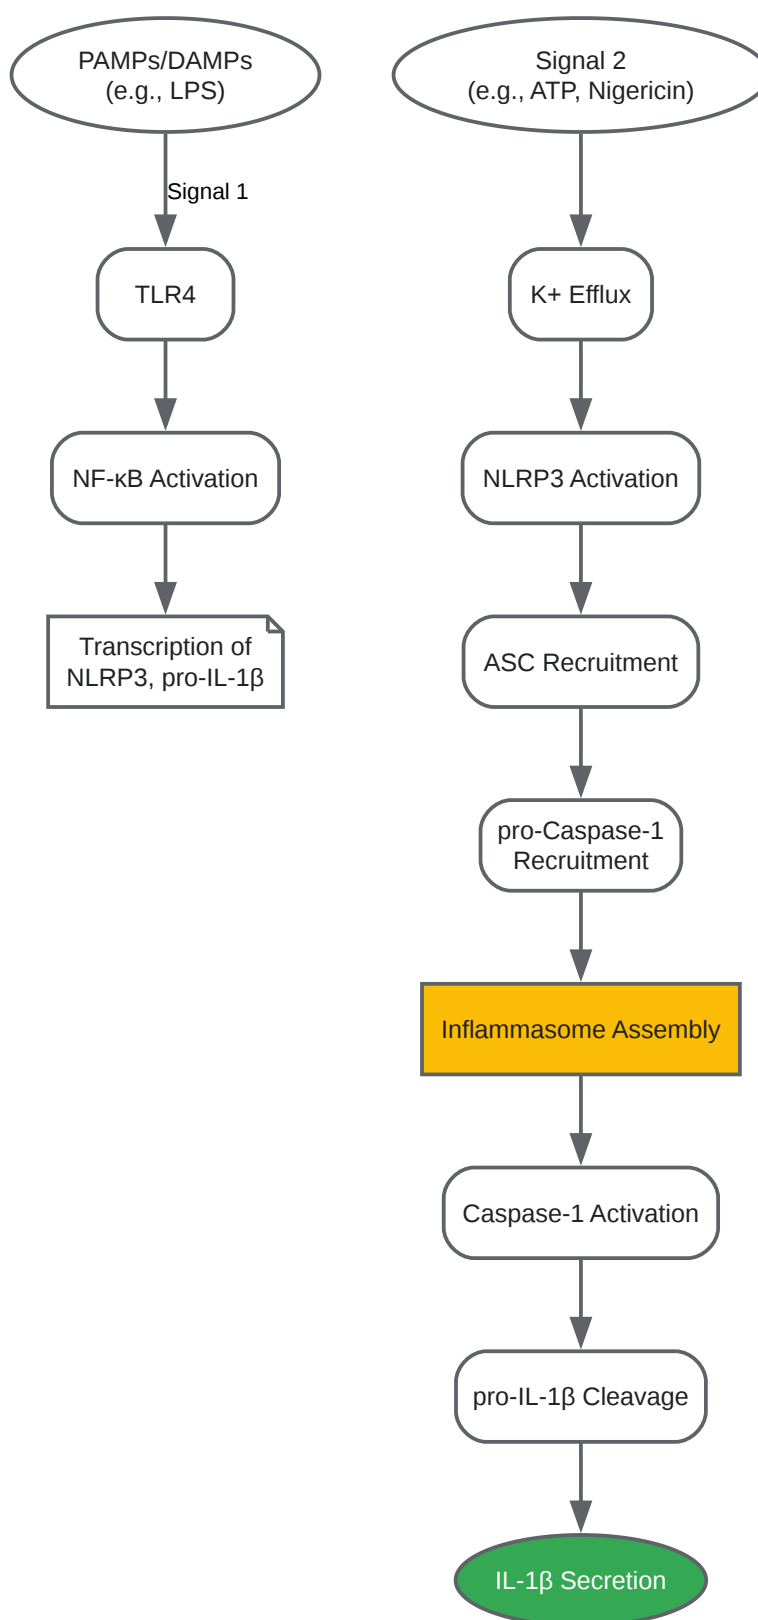 PAMPs/DAMPs
(e.g., LPS)
Signal 1
TLR4
NF-κB Activation
Transcription of
NLRP3, pro-IL-1β
Signal 2
(e.g., ATP, Nigericin)
K+ Efflux
NLRP3 Activation
ASC Recruitment
pro-Caspase-1
Recruitment
Inflammasome Assembly
Caspase-1 Activation
pro-IL-1β Cleavage
IL-1β Secretion